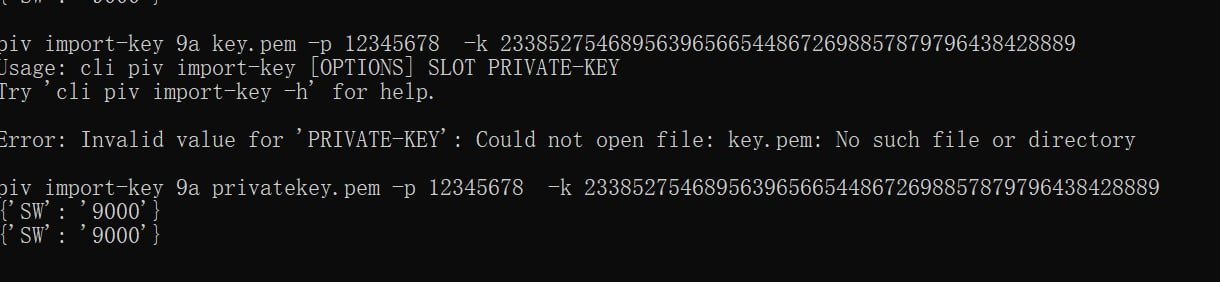 {'SW': '9000'}
piv import-key 9a key.pem -p 12345678  -k 233852754689563965665448672698857879796438428889
Usage: cli piv import-key [OPTIONS] SLOT PRIVATE-KEY
Try 'cli piv import-key -h' for help.
Error: Invalid value for 'PRIVATE-KEY': Could not open file: key.pem: No such file or directory
piv import-key 9a privatekey.pem -p 12345678  -k 233852754689563965665448672698857879796438428889
{'SW': '9000'}
{'SW': '9000'}